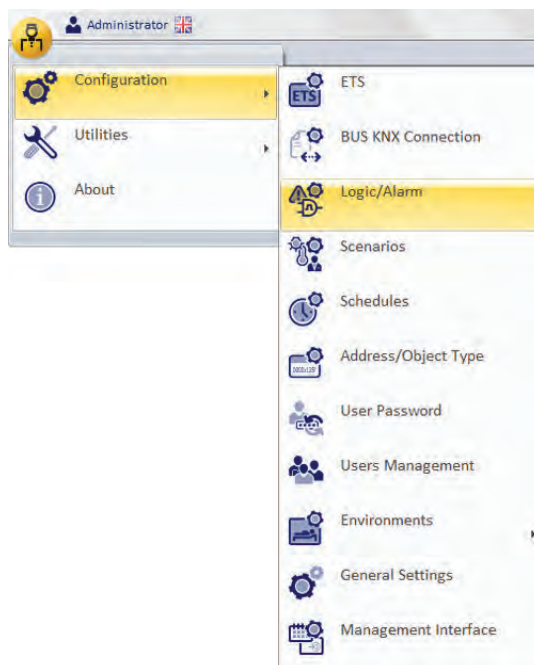 Administrator
Configuration
Utilities
About
ETS
ETS
BUS KNX Connection
Logic/Alarm
Scenarios
Schedules
Address/Object Type
User Password
Users Management
Environments
General Settings
Management Interface